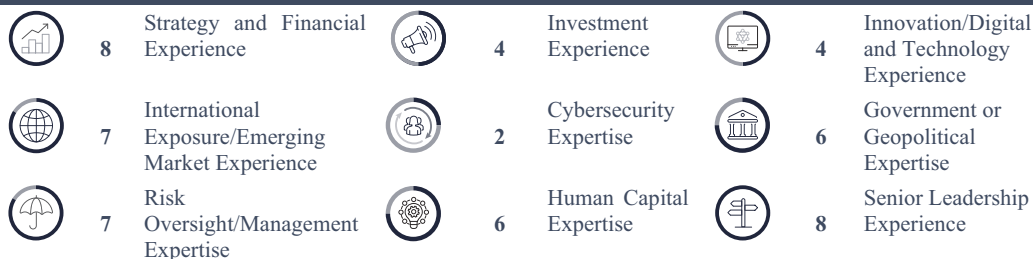 8 Strategy and Financial
Experience
4 Investment
Experience
4 Innovation/Digital
and Technology
Experience
7 International
Exposure/Emerging
Market Experience
2 Cybersecurity
Expertise
6 Government or
Geopolitical
Expertise
7 Risk
Oversight/Management
Expertise
6 Human Capital
Expertise
8 Senior Leadership
Experience